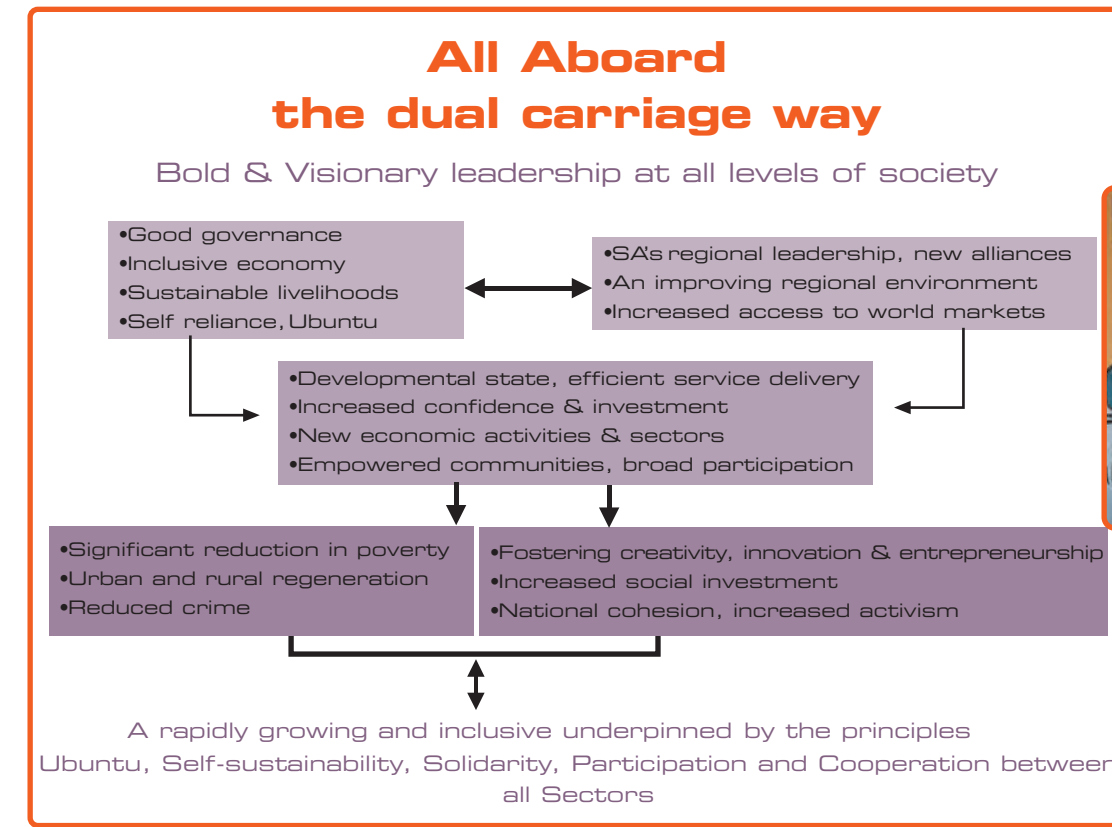 All Aboard
the dual carriage way
Bold & Visionary leadership at all levels of society
•Good governance
•Inclusive economy
•Sustainable livelihoods
•Self reliance, Ubuntu
•SA's regional leadership, new alliances
•An improving regional environment
•Increased access to world markets
•Developmental state, efficient service delivery
•Increased confidence & investment
•New economic activities & sectors
•Empowered communities, broad participation
•Significant reduction in poverty
•Urban and rural regeneration
•Reduced crime
•Fostering creativity, innovation & entrepreneurship
•Increased social investment
•National cohesion, increased activism
A rapidly growing and inclusive underpinned by the principles
Ubuntu, Self-sustainability, Solidarity, Participation and Cooperation between
all Sectors